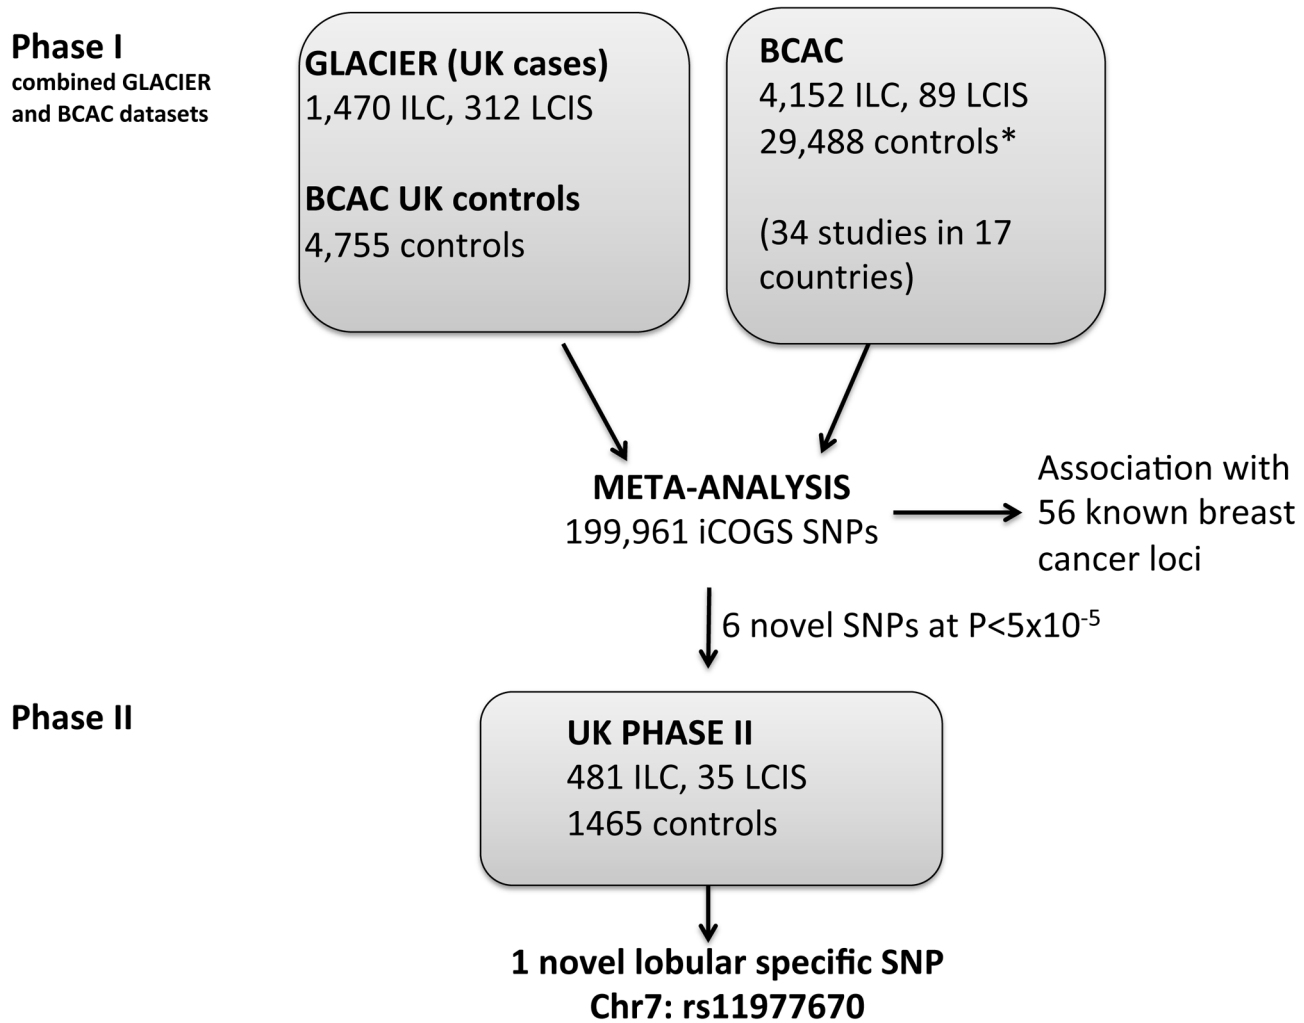 Phase I
combined GLACIER
and BCAC datasets
GLACIER (UK cases)
1,470 ILC, 312 LCIS
BCAC UK controls
4,755 controls
BCAC
4,152 ILC, 89 LCIS
29,488 controls*
(34 studies in 17
countries)
META-ANALYSIS
199,961 iCOGS SNPs
Association with
56 known breast
cancer loci
6 novel SNPs at P<5x10⁻⁵
Phase II
UK PHASE II
481 ILC, 35 LCIS
1465 controls
1 novel lobular specific SNP
Chr7: rs11977670